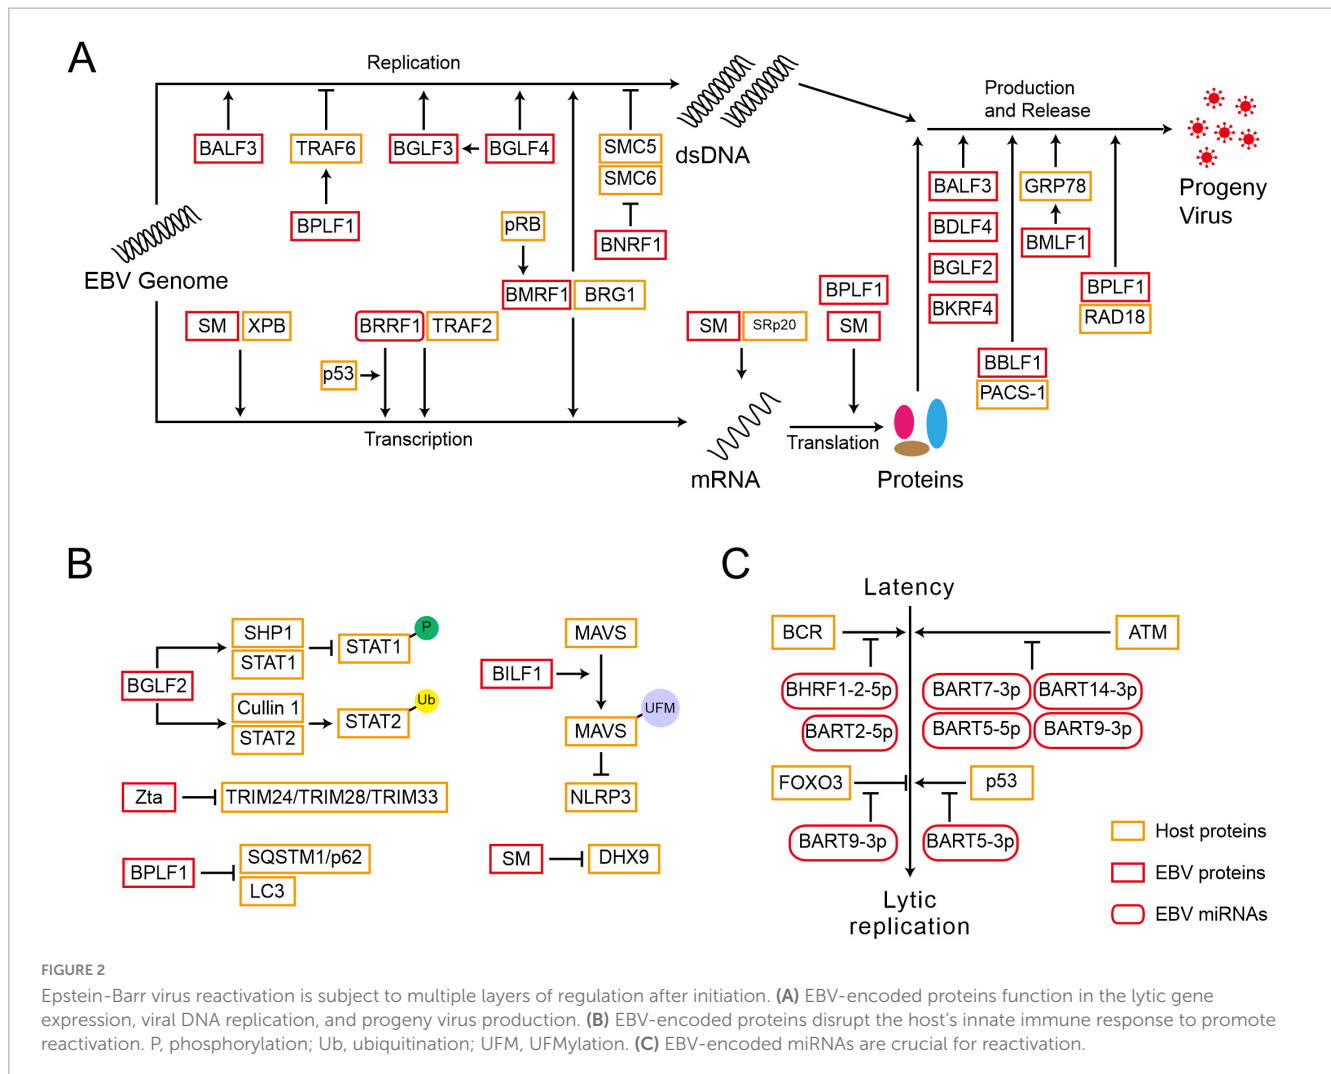 A
Replication
Production
and Release
BALF3
TRAF6
BGLF3
BGLF4
SMC5
SMC6
dsDNA
BALF3
GRP78
Progeny
Virus
BPLF1
pRB
BNRF1
BDLF4
BMLF1
EBV Genome
BMRF1
BRG1
BPLF1
BGLF2
BPLF1
SM
XPB
BRRF1
TRAF2
SM
SRp20
SM
BKRF4
RAD18
p53
BBLF1
PACS-1
Transcription
Translation
mRNA
Proteins
B
SHP1
STAT1
STAT1
P
BGLF2
Cullin 1
STAT2
STAT2
Ub
Zta
TRIM24/TRIM28/TRIM33
BPLF1
SQSTM1/p62
LC3
MAVS
BILF1
MAVS
UFM
NLRP3
SM
DHX9
C
Latency
BCR
ATM
BHRF1-2-5p
BART7-3p
BART14-3p
BART2-5p
BART5-5p
BART9-3p
FOXO3
p53
BART9-3p
BART5-3p
Lytic
replication
Host proteins
EBV proteins
EBV miRNAs
FIGURE 2
Epstein-Barr virus reactivation is subject to multiple layers of regulation after initiation. (A) EBV-encoded proteins function in the lytic gene
expression, viral DNA replication, and progeny virus production. (B) EBV-encoded proteins disrupt the host's innate immune response to promote
reactivation. P, phosphorylation; Ub, ubiquitination; UFM, UFMylation. (C) EBV-encoded miRNAs are crucial for reactivation.